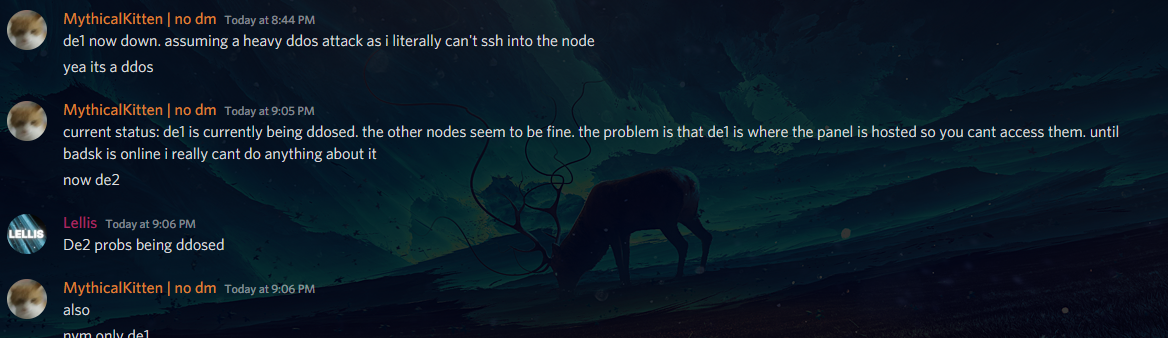 MythicalKitten | no dm Today at 8:44 PM
de1 now down. assuming a heavy ddos attack as i literally can't ssh into the node
yea its a ddos
MythicalKitten | no dm Today at 9:05 PM
current status: de1 is currently being ddosed. the other nodes seem to be fine. the problem is that de1 is where the panel is hosted so you cant access them. until
badsk is online i really cant do anything about it
now de2
LELLIS
Lellis Today at 9:06 PM
De2 probs being ddosed
MythicalKitten | no dm Today at 9:06 PM
also
nvm only de1